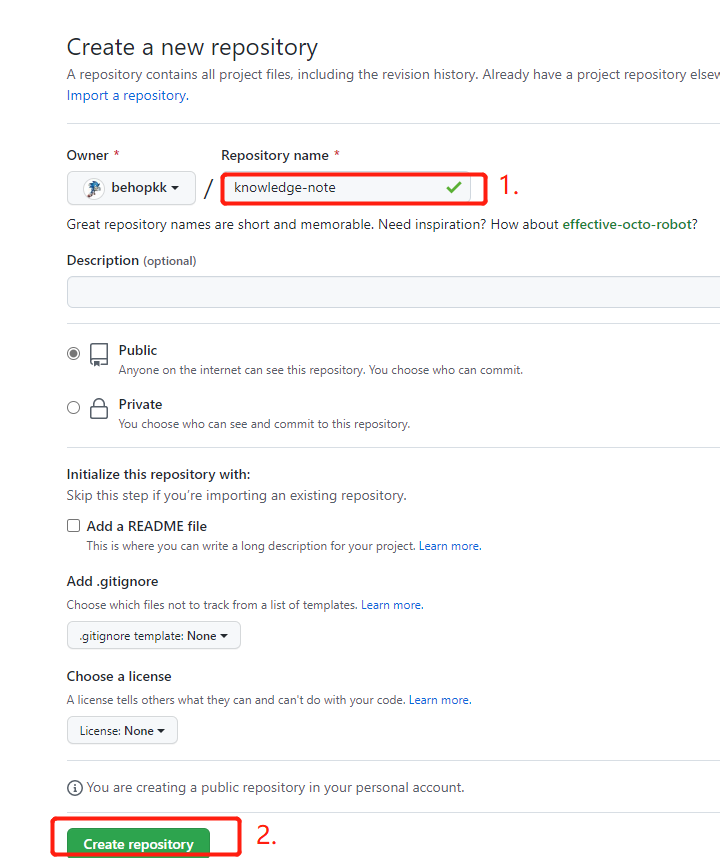 Create a new repository
A repository contains all project files, including the revision history. Already have a project repository
Import a repository.
Owner * Repository name *
behopkk / knowledge-note 1.
Great repository names are short and memorable. Need inspiration? How about effective-octo-robot?
Description (optional)
Public
Anyone on the internet can see this repository. You choose who can commit.
Private
You choose who can see and commit to this repository.
Initialize this repository with:
Skip this step if you're importing an existing repository.
Add a README file
This is where you can write a long description for your project. Learn more.
Add .gitignore
Choose which files not to track from a list of templates. Learn more.
.gitignore template: None
Choose a license
A license tells others what they can and can't do with your code. Learn more.
License: None
You are creating a public repository in your personal account.
Create repository 2.